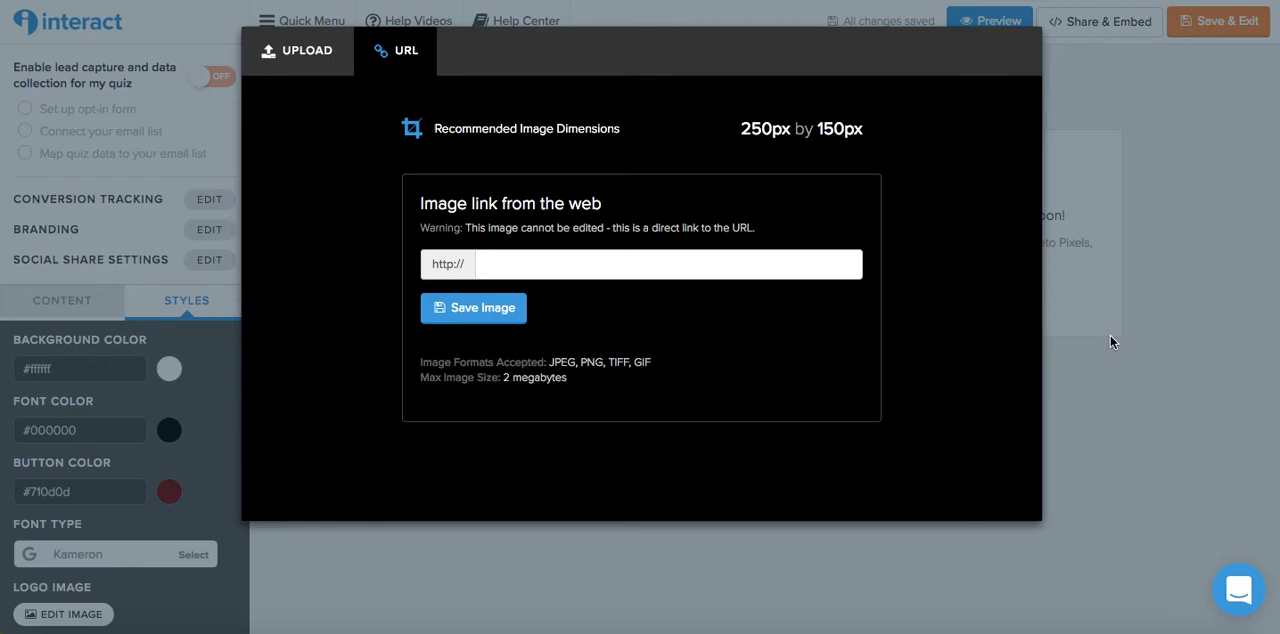 interact
Quick Menu
Help Videos
Help Center
All changes saved
Preview
</> Share & Embed
Save & Exit
UPLOAD
URL
Enable lead capture and data
collection for my quiz
OFF
Set up opt-in form
Connect your email list
Map quiz data to your email list
Recommended Image Dimensions
250px by 150px
CONVERSION TRACKING EDIT
BRANDING EDIT
SOCIAL SHARE SETTINGS EDIT
Image link from the web
Warning: This image cannot be edited - this is a direct link to the URL.
http://
Save Image
Image Formats Accepted: JPEG, PNG, TIFF, GIF
Max Image Size: 2 megabytes
oon!
to Pixels,
CONTENT
STYLES
BACKGROUND COLOR
#ffffff
FONT COLOR
#000000
BUTTON COLOR
#710d0d
FONT TYPE
G Kameron Select
LOGO IMAGE
EDIT IMAGE